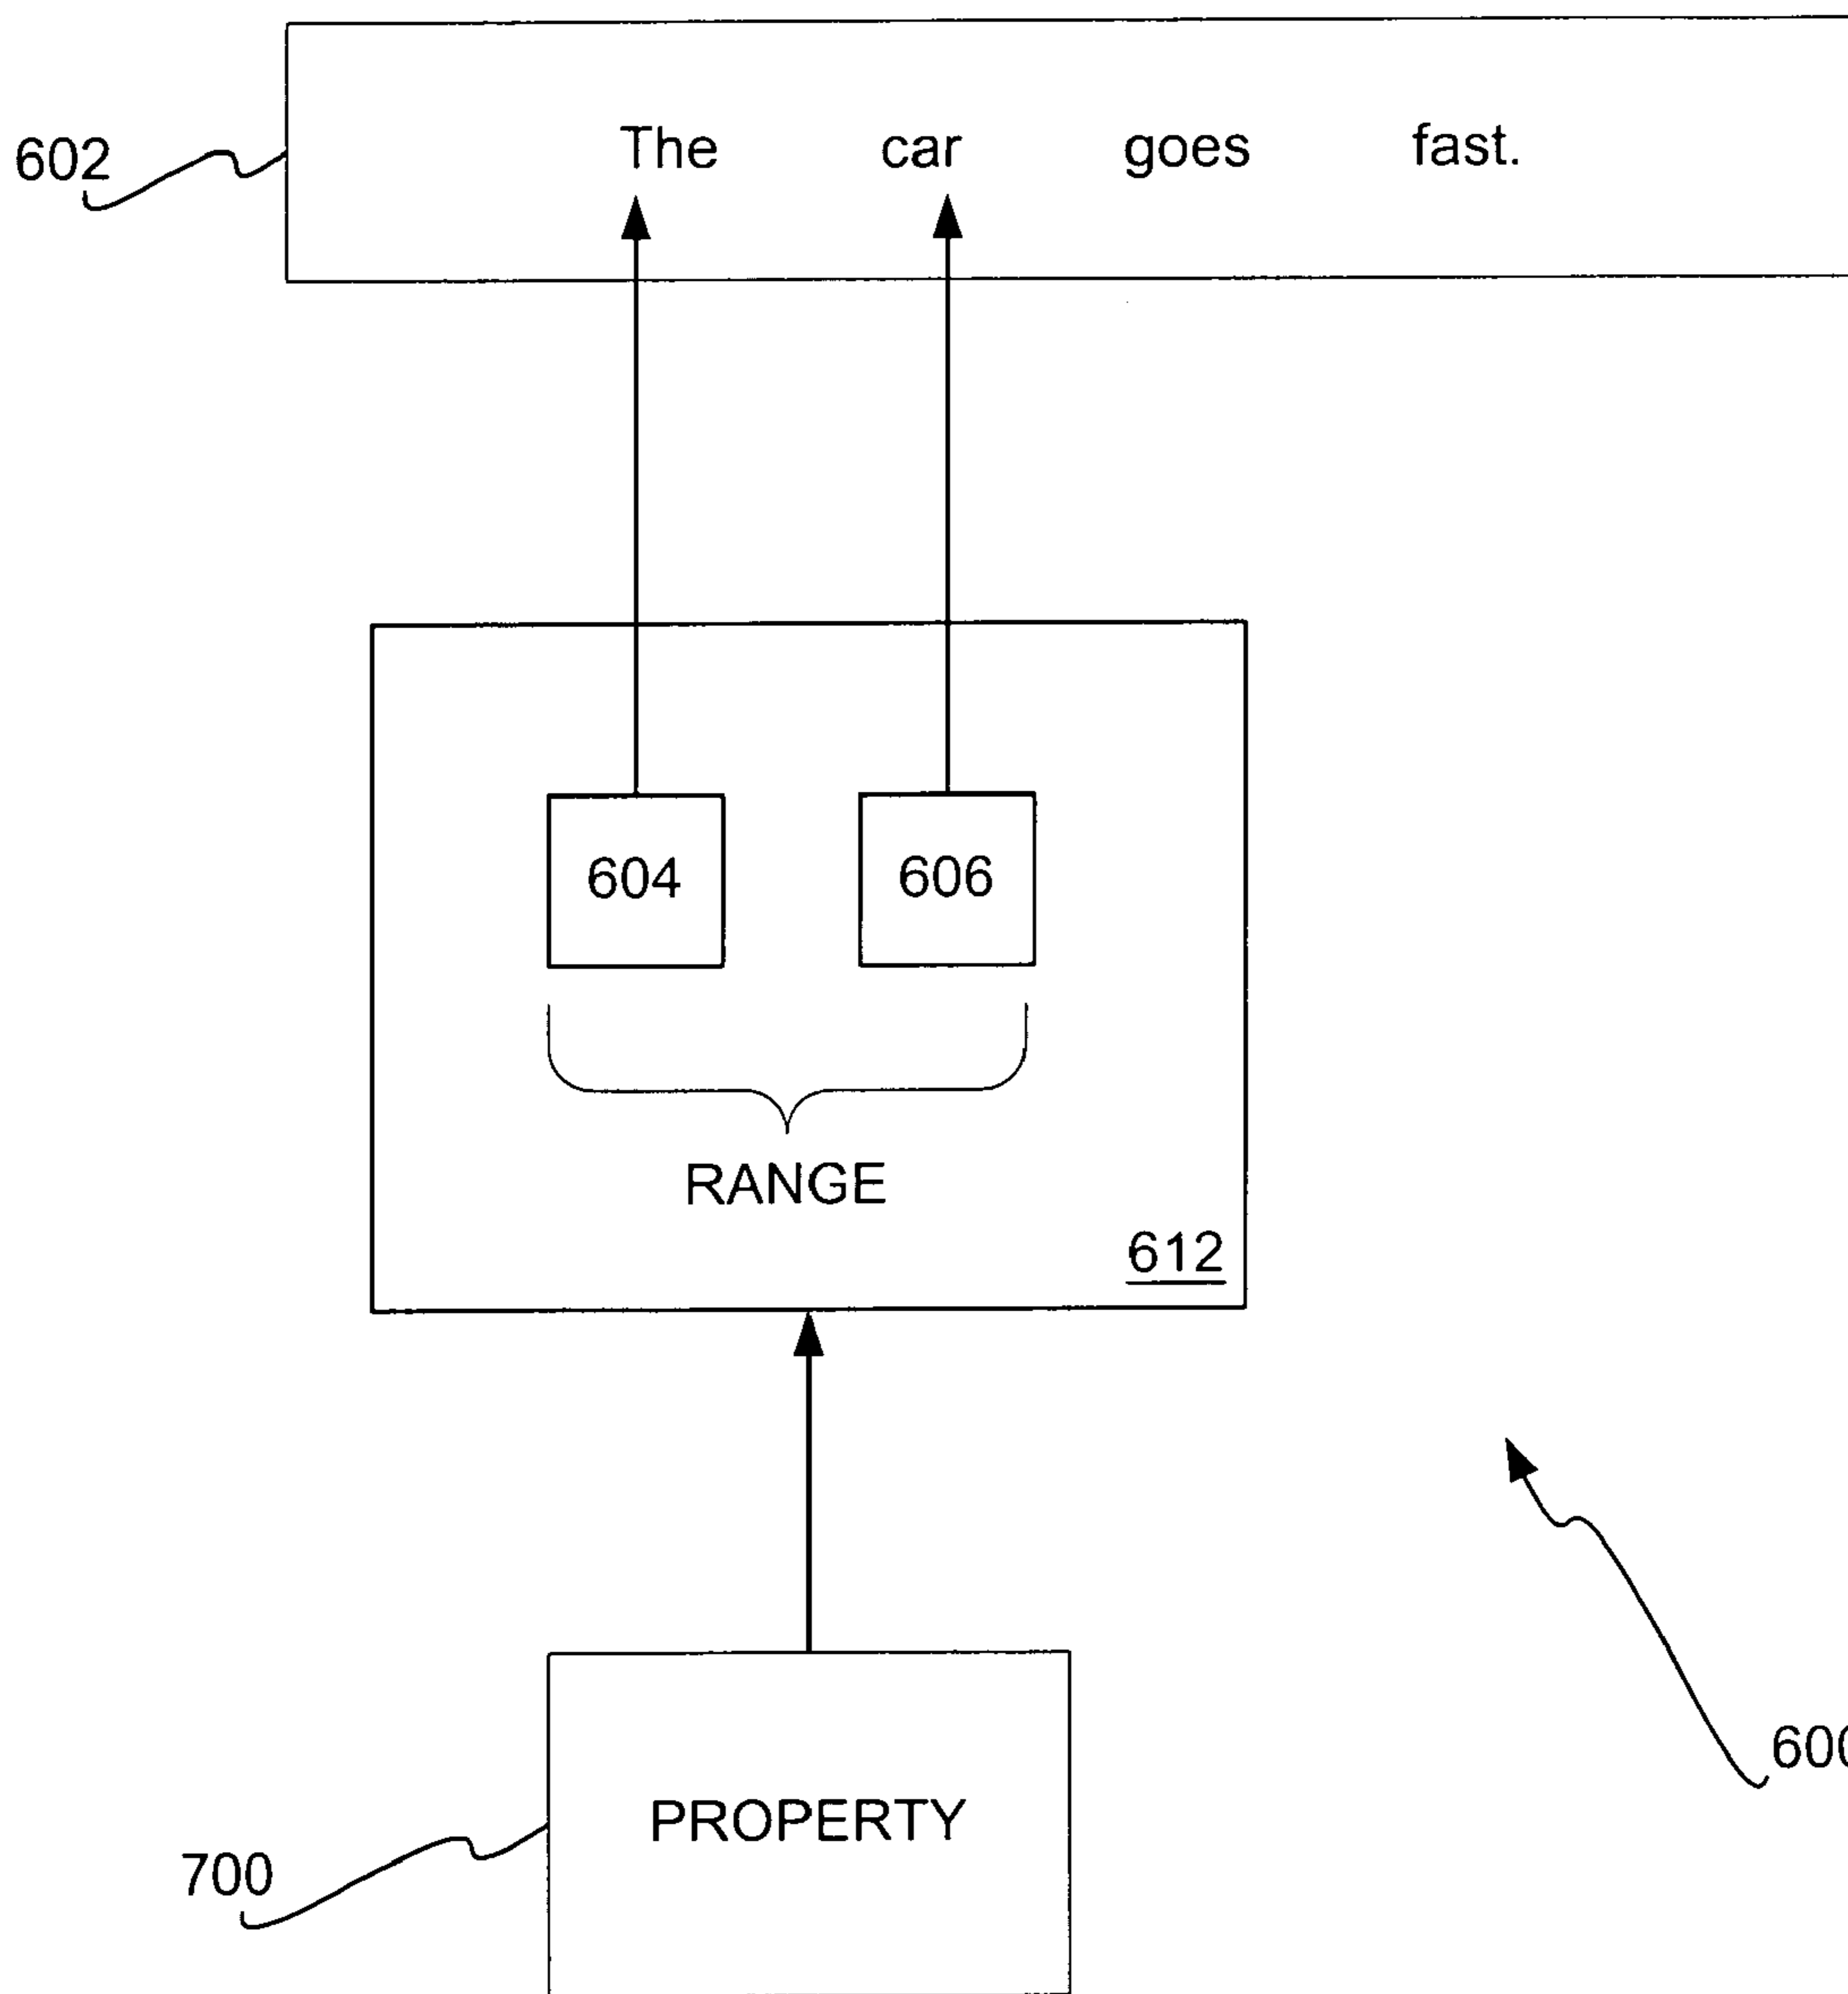 The car goes fast.
602
604 606
RANGE
612
PROPERTY
700